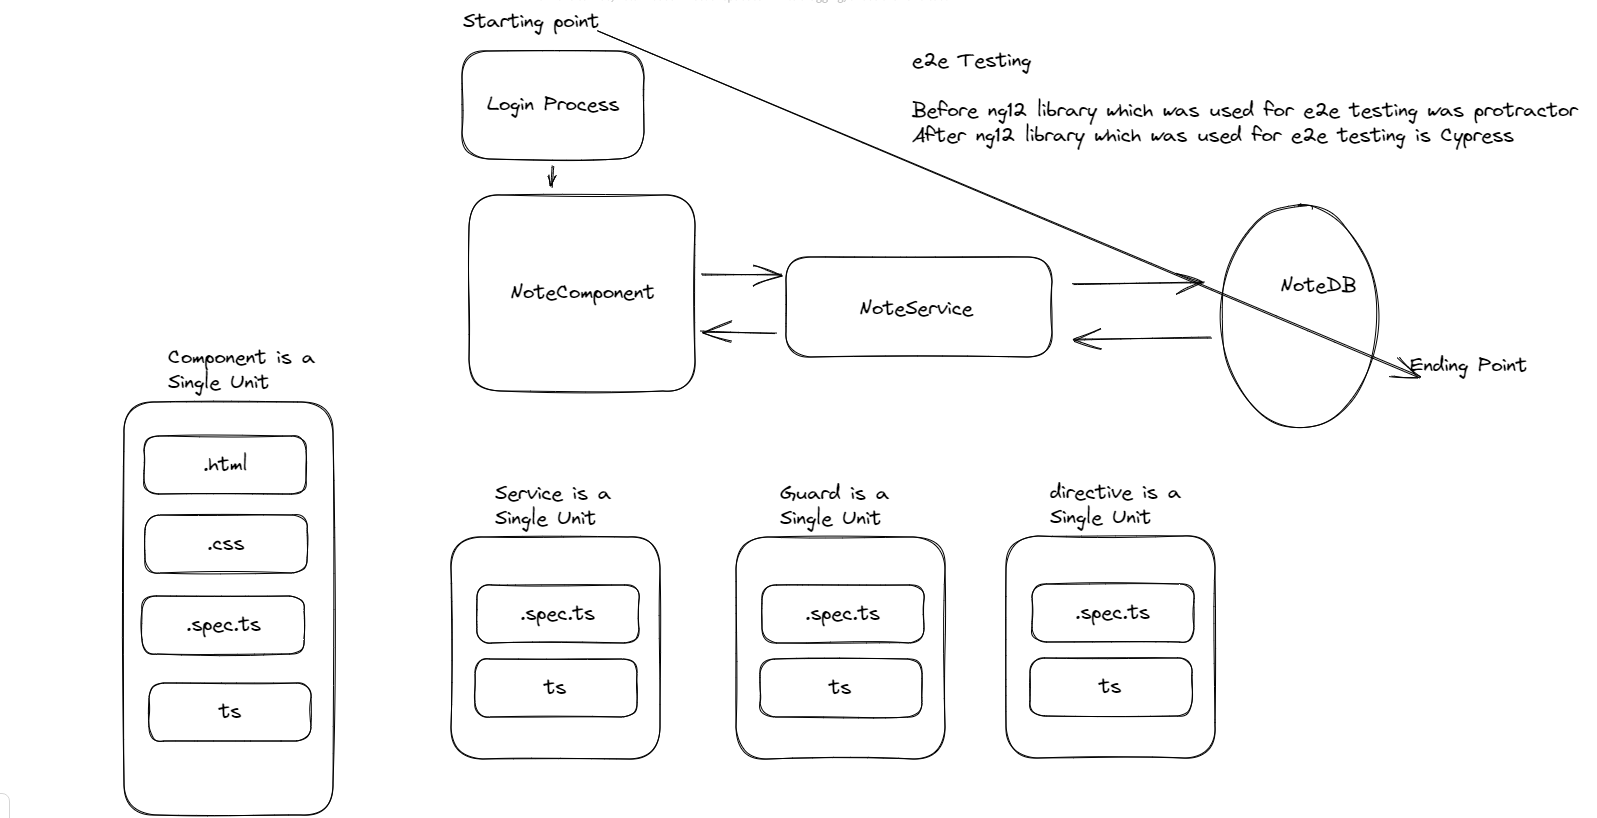 Starting point
Login Process
e2e Testing
Before ng12 library which was used for e2e testing was protractor
After ng12 library which was used for e2e testing is Cypress
NoteComponent
NoteService
NoteDB
Ending Point
Component is a
Single Unit
.html
.css
.spec.ts
ts
Service is a
Single Unit
.spec.ts
ts
Guard is a
Single Unit
.spec.ts
ts
directive is a
Single Unit
.spec.ts
ts